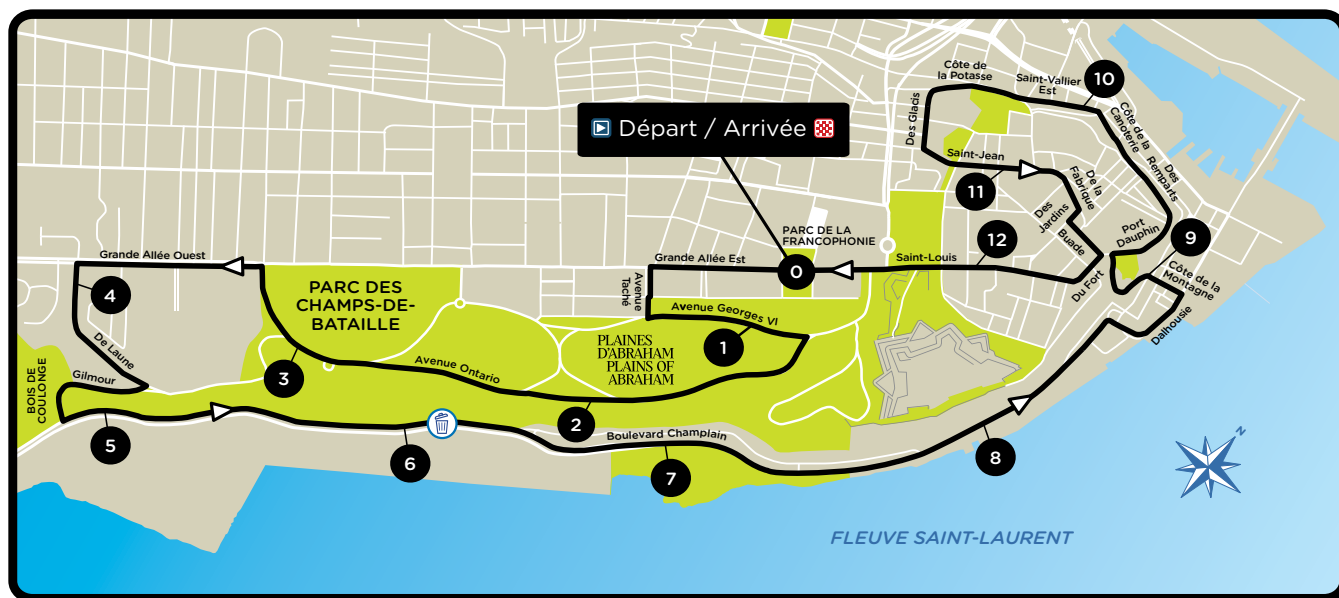 Côte de
la Potasse
Saint-Vallier
Est
10
Départ / Arrivée
Des Glacis
Côte de la
Canoterie
Des
Remparts
Saint-Jean
11
De la
Fabrique
Des
Jardins
Buade
Port
Dauphin
9
PARC DE LA
FRANCOPHONIE
12
Côte de la
Montagne
Grande Allée Ouest
Grande Allée Est
0
Saint-Louis
Du Fort
Dalhousie
4
PARC DES
CHAMPS-DE-
BATAILLE
Avenue
Taché
Avenue Georges VI
1
PLAINES
D'ABRAHAM
PLAINS OF
ABRAHAM
De Laune
3
Avenue Ontario
Gilmour
BOIS DE
COULONGE
2
5
6
Boulevard Champlain
7
8
N
FLEUVE SAINT-LAURENT